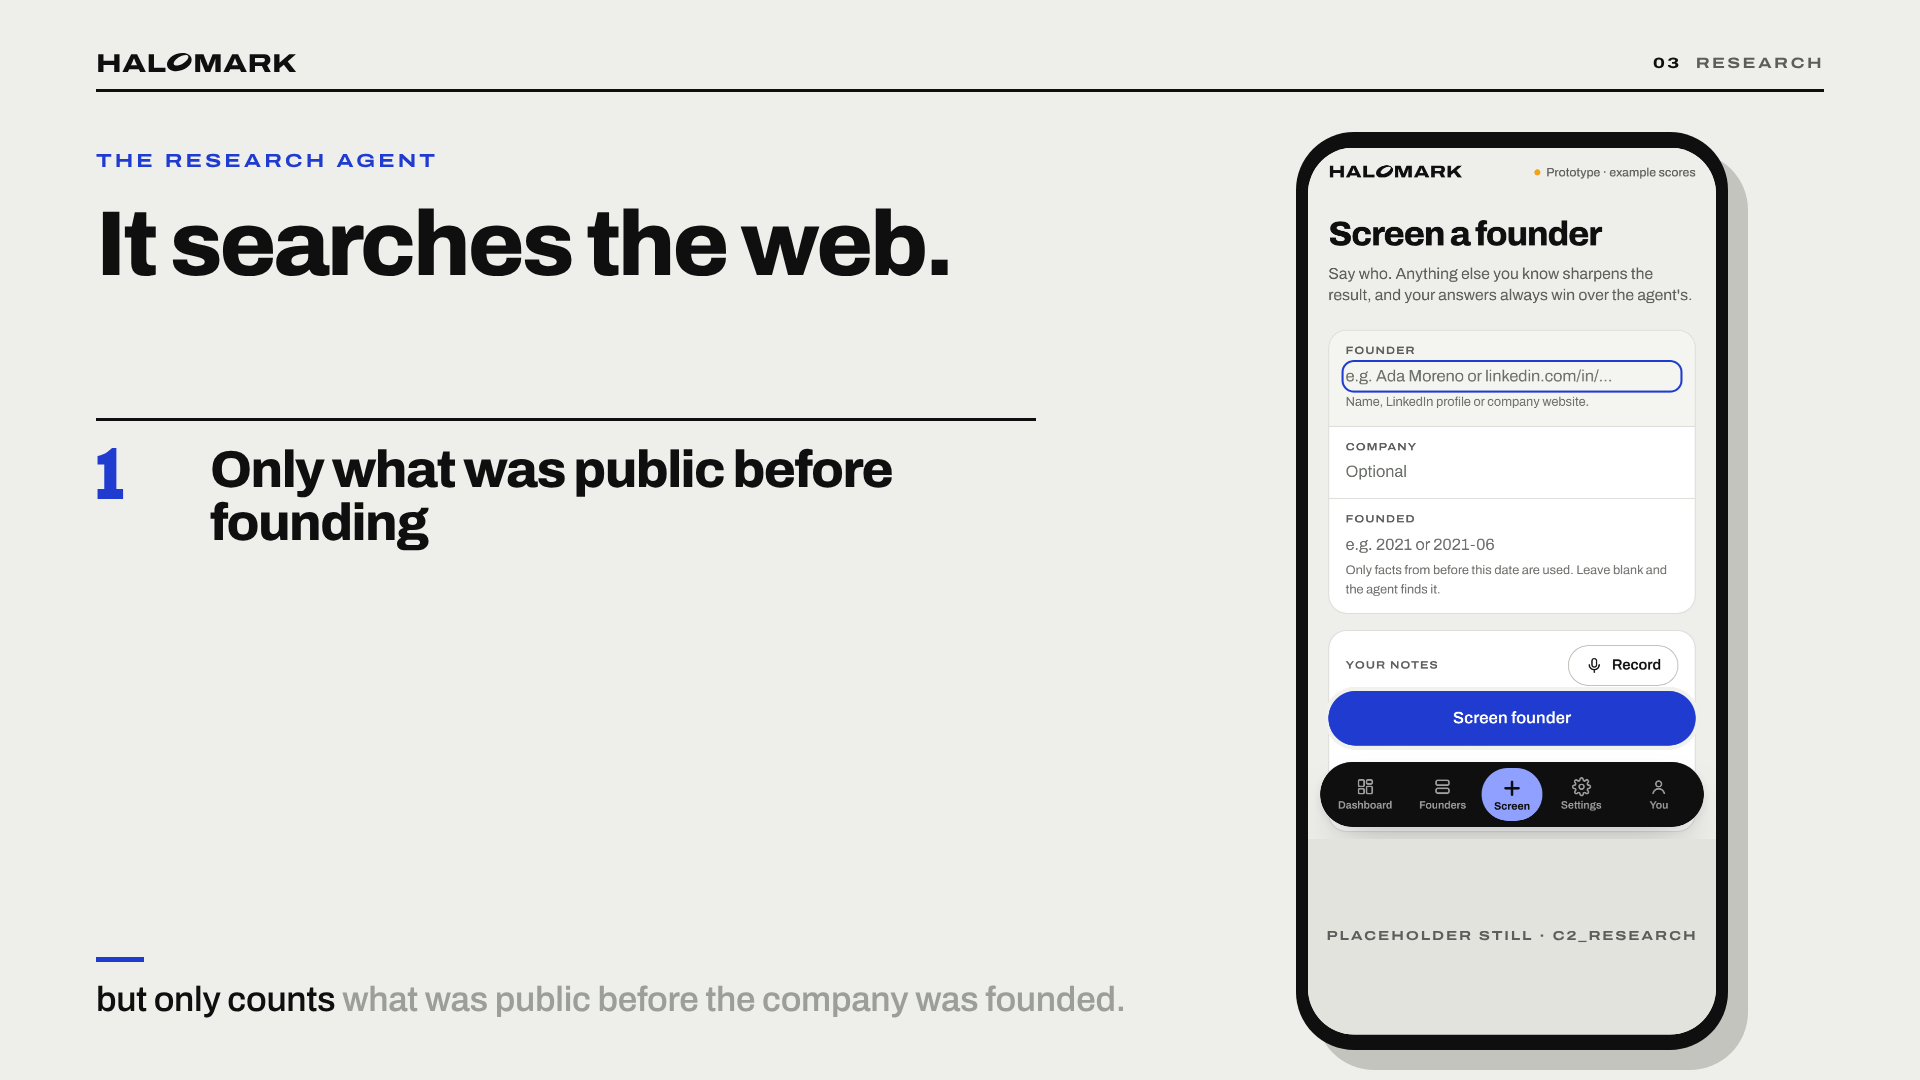 HALOMARK
03 RESEARCH
THE RESEARCH AGENT
It searches the web.
1
Only what was public before
founding
but only counts what was public before the company was founded.
HALOMARK
Prototype · example scores
Screen a founder
Say who. Anything else you know sharpens the
result, and your answers always win over the agent's.
FOUNDER
e.g. Ada Moreno or linkedin.com/in/...
Name, LinkedIn profile or company website.
COMPANY
Optional
FOUNDED
e.g. 2021 or 2021-06
Only facts from before this date are used. Leave blank and
the agent finds it.
YOUR NOTES
Record
Screen founder
Dashboard
Founders
Screen
Settings
You
PLACEHOLDER STILL · C2_RESEARCH